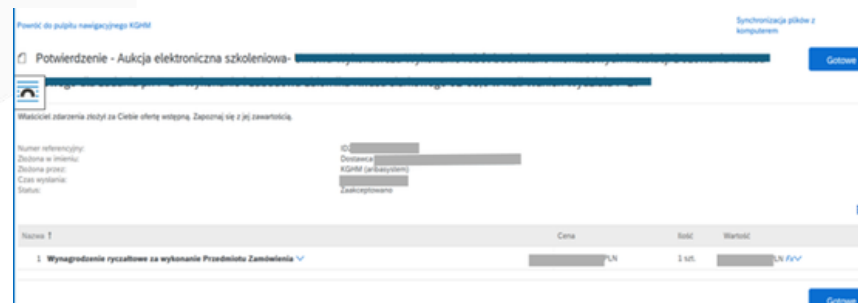 Powrót do pulpitu nawigacyjnego KGHM
Synchronizacja plików z
komputerem
Potwierdzenie - Aukcja elektroniczna szkoleniowa-
Gotowe
Właściciel zdarzenia złożył za Ciebie ofertę wstępną. Zapoznaj się z jej zawartością.
Numer referencyjny: ID
Złożona w imieniu: Dostawca
Złożona przez: KGHM (aribasystem)
Czas wysłania:
Status: Zaakceptowano
Nazwa ↑ Cena Ilość Wartość
1 Wynagrodzenie ryczałtowe za wykonanie Przedmiotu Zamówienia PLN 1 szt. LN
Gotowe